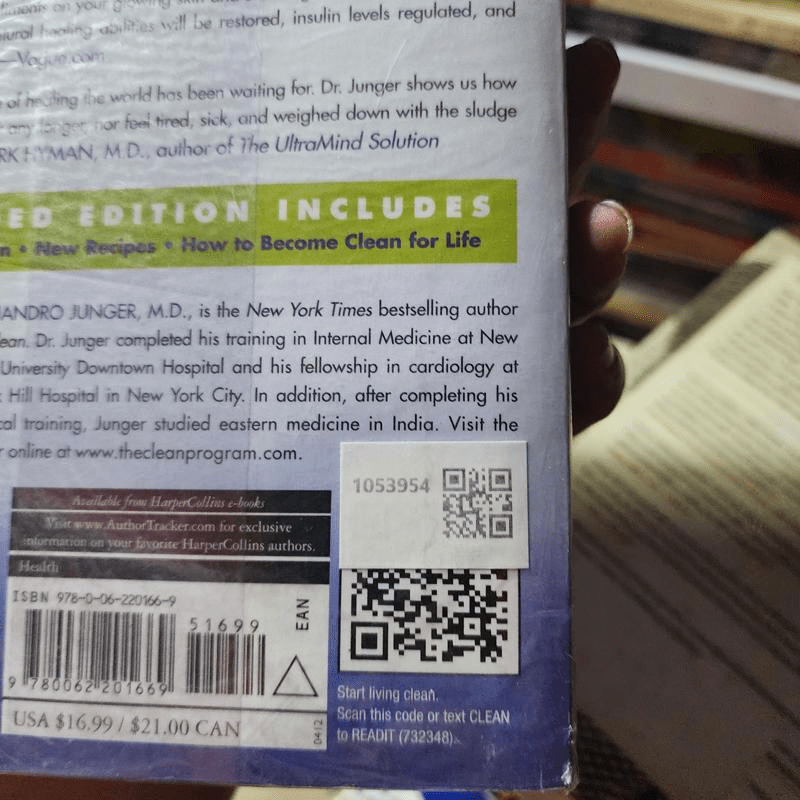 on your glowing skin and
healing abilities will be restored, insulin levels regulated, and
—Vogue.com
of healing the world has been waiting for. Dr. Junger shows us how
any longer, nor feel tired, sick, and weighed down with the sludge
RK HYMAN, M.D., author of The UltraMind Solution
ED EDITION INCLUDES
n • New Recipes • How to Become Clean for Life
ANDRO JUNGER, M.D., is the New York Times bestselling author
ean. Dr. Junger completed his training in Internal Medicine at New
University Downtown Hospital and his fellowship in cardiology at
Hill Hospital in New York City. In addition, after completing his
cal training, Junger studied eastern medicine in India. Visit the
r online at www.thecleanprogram.com.
1053954
Available from HarperCollins e-books
Visit www.AuthorTracker.com for exclusive
information on your favorite HarperCollins authors.
Health
ISBN 978-0-06-220166-9
51699
EAN
9 780062 201669
USA $16.99 / $21.00 CAN
0412
Start living clean.
Scan this code or text CLEAN
to READIT (732348).